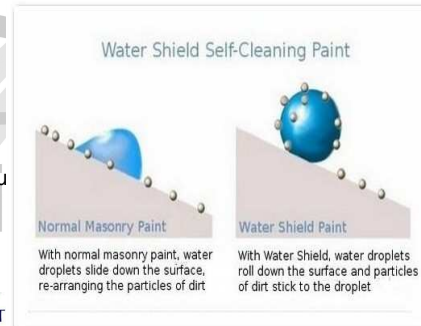 Water Shield Self-Cleaning Paint
Normal Masonry Paint
With normal masonry paint, water
droplets slide down the surface,
re-arranging the particles of dirt
Water Shield Paint
With Water Shield, water droplets
roll down the surface and particles
of dirt stick to the droplet